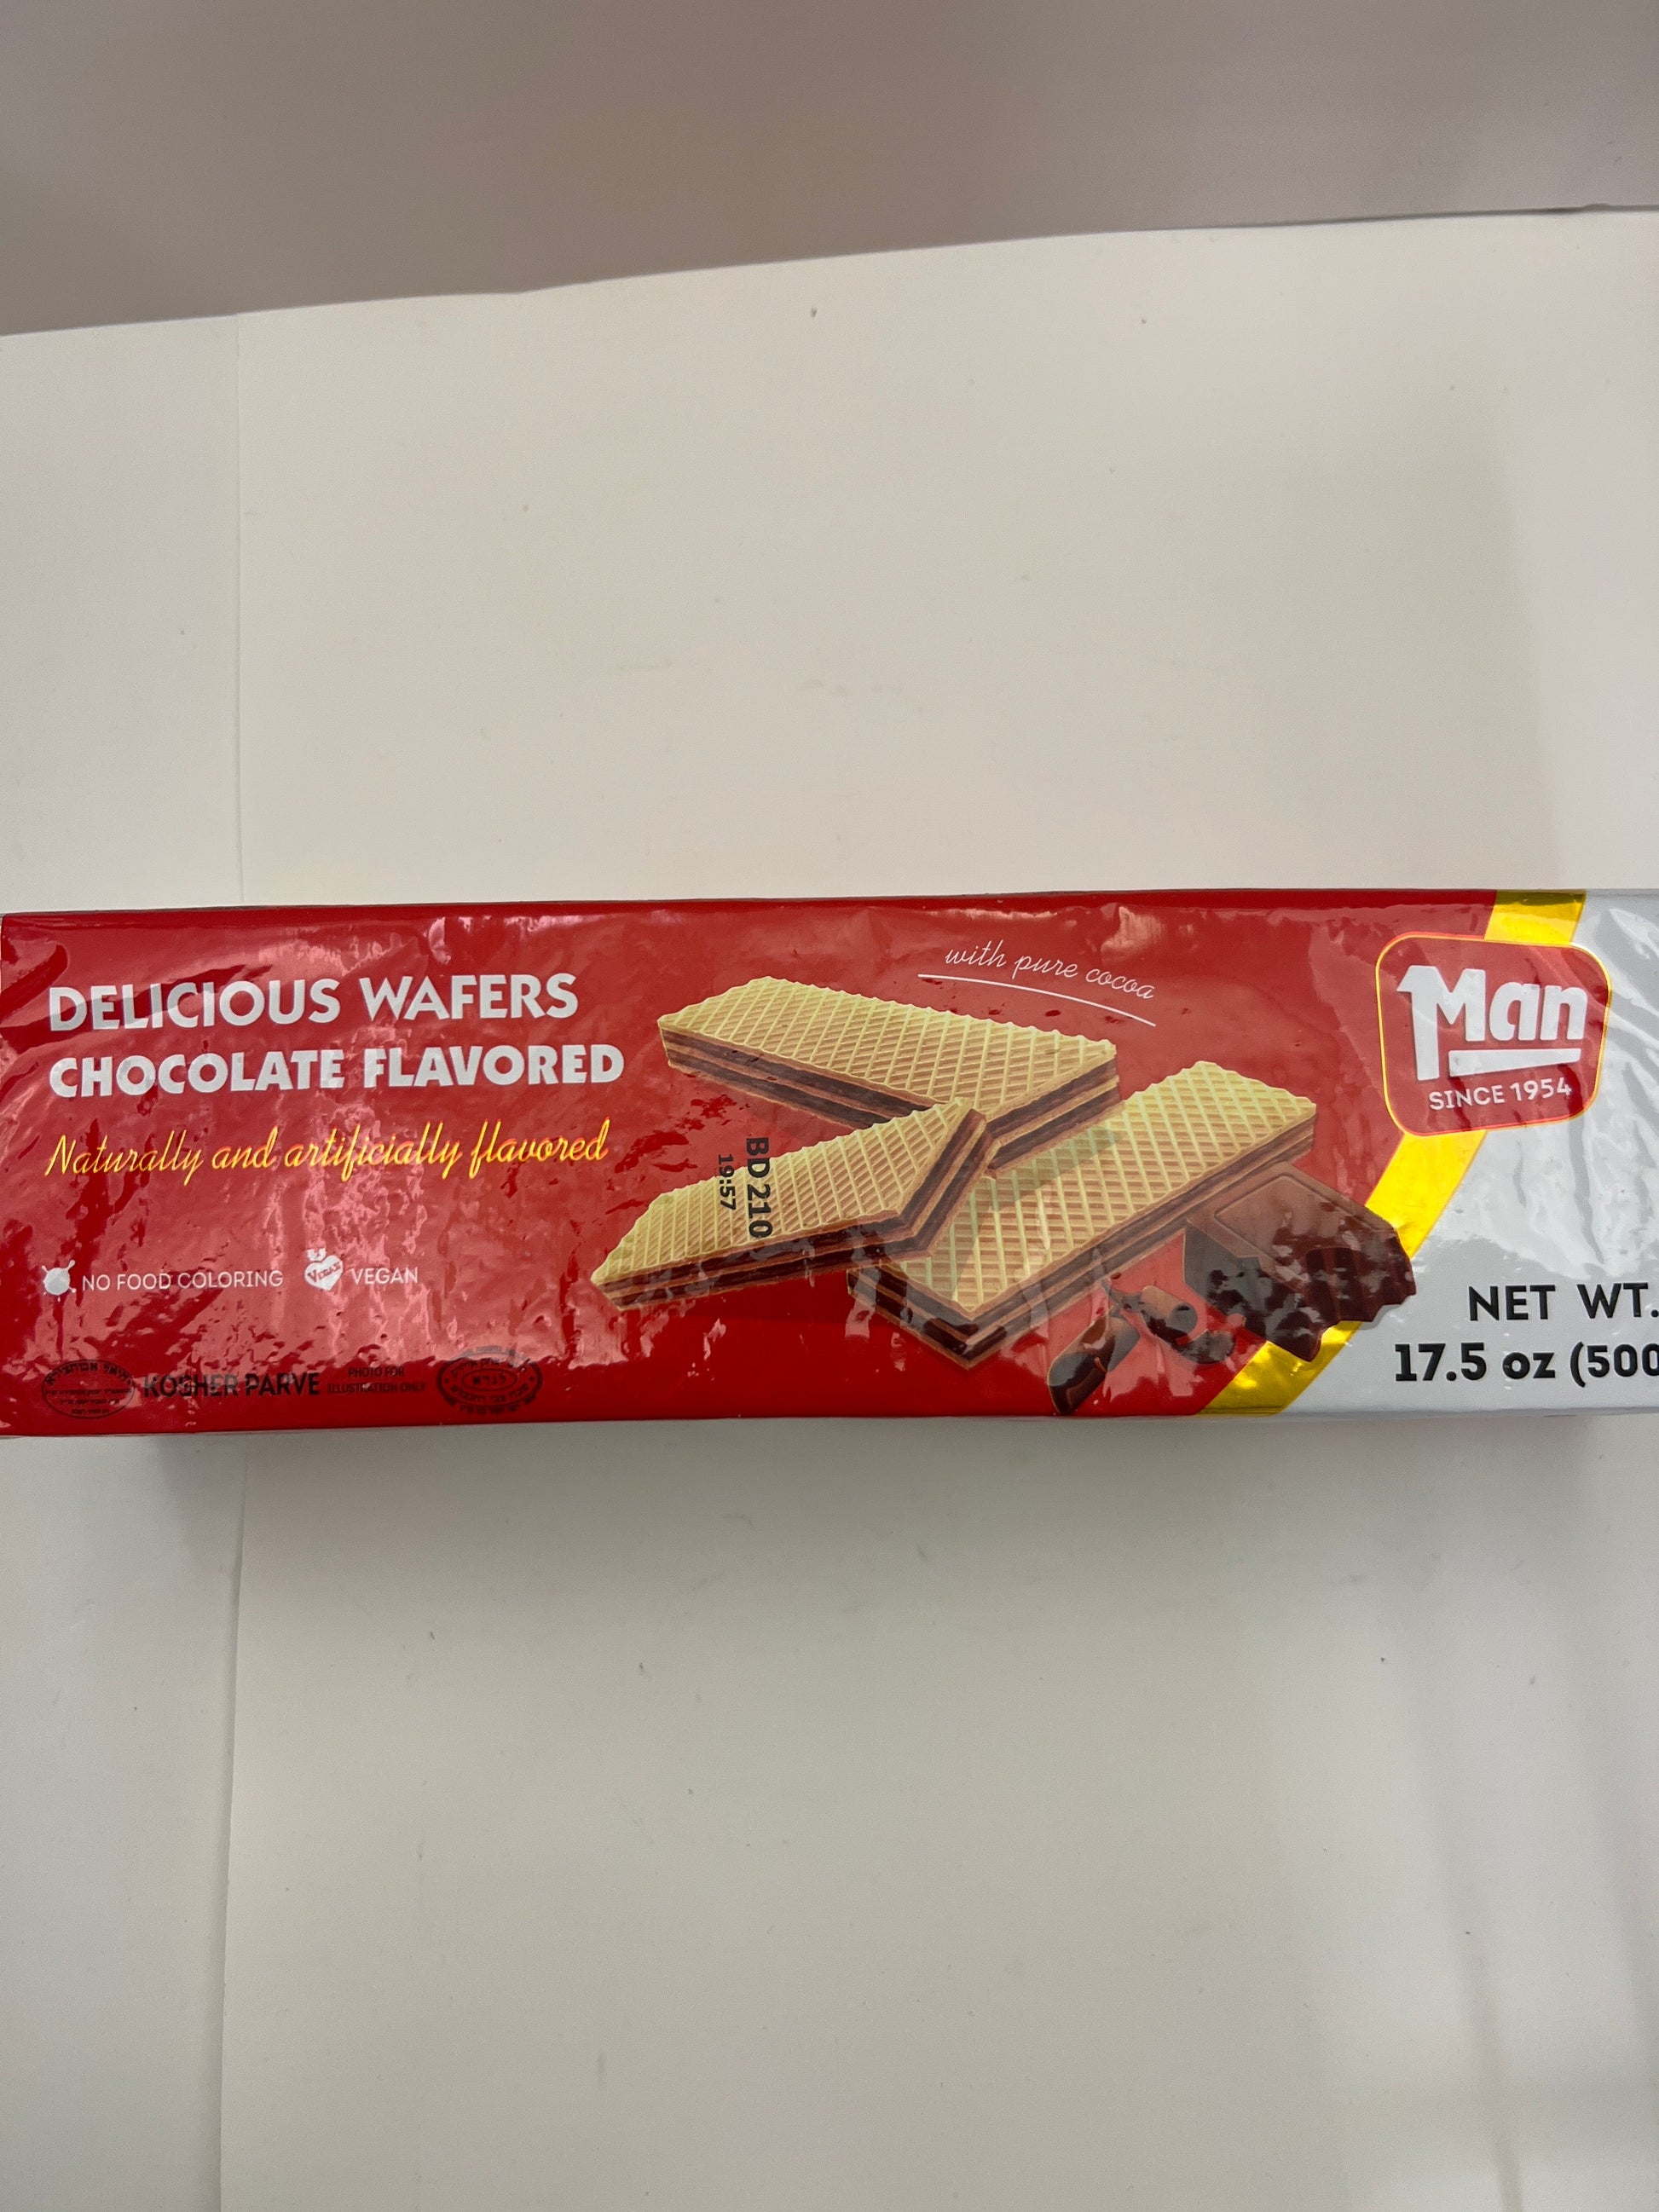 DELICIOUS WAFERS
CHOCOLATE FLAVORED
Naturally and artificially flavored
NO FOOD COLORING
VEGAN VEGAN
KOSHER PARVE
PHOTO FOR
ILLUSTRATION ONLY
with pure cocoa
BD 210
19:57
Man
SINCE 1954
NET WT.
17.5 oz (500